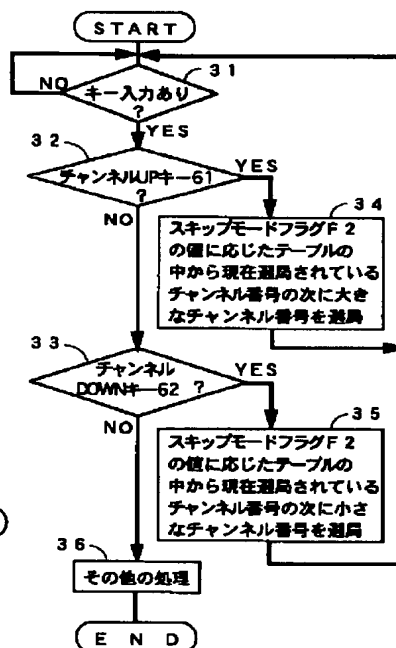 START
31
NO
キー入力あり
?
YES
32
チャンネルUPキー61
?
YES
NO
34
スキップモードフラグF2
の値に応じたテーブルの
中から現在選局されている
チャンネル番号の次に大き
なチャンネル番号を選局
33
チャンネル
DOWNキー62 ?
YES
NO
35
スキップモードフラグF2
の値に応じたテーブルの
中から現在選局されている
チャンネル番号の次に小さ
なチャンネル番号を選局
36
その他の処理
END